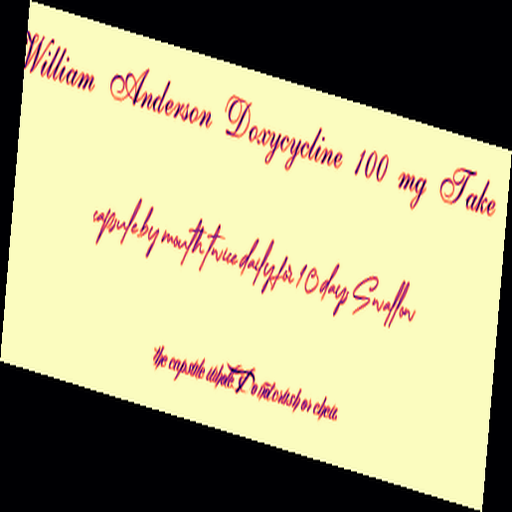 William Anderson Doxycycline 100 mg Take
capsule by mouth twice daily for 10 days Swallow
the capsule whole. Do not crush or chew.